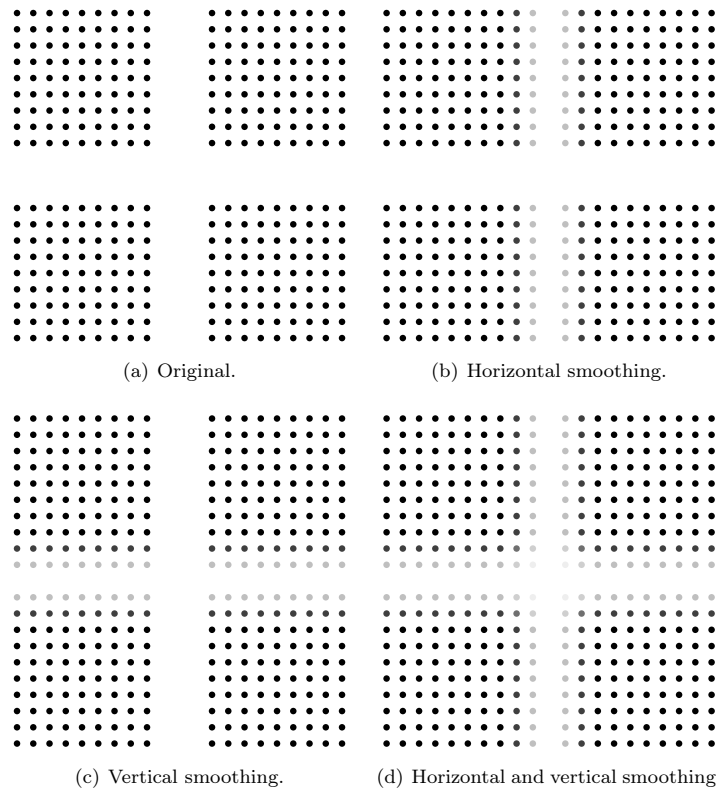 (a) Original.
(b) Horizontal smoothing.
(c) Vertical smoothing.
(d) Horizontal and vertical smoothing